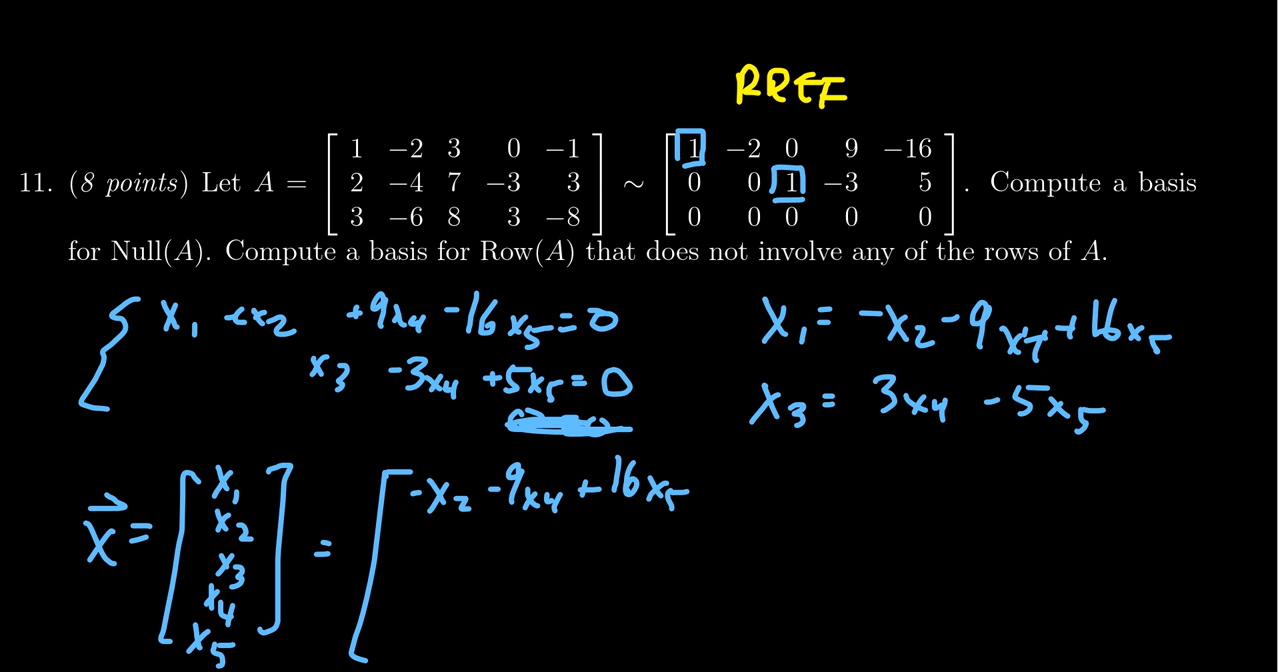 RREF
11. (8 points) Let A = [ 1 −2 3 0 −1 ; 2 −4 7 −3 3 ; 3 −6 8 3 −8 ] ~ [ 1 −2 0 9 −16 ; 0 0 1 −3 5 ; 0 0 0 0 0 ]. Compute a basis
for Null(A). Compute a basis for Row(A) that does not involve any of the rows of A.
{ x₁ + x₂ + 9x₄ - 16x₅ = 0
x₃ - 3x₄ + 5x₅ = 0
x₁ = -x₂ - 9x₄ + 16x₅
x₃ = 3x₄ - 5x₅
x⃗ = [ x₁ x₂ x₃ x₄ x₅ ] = [ -x₂ - 9x₄ + 16x₅